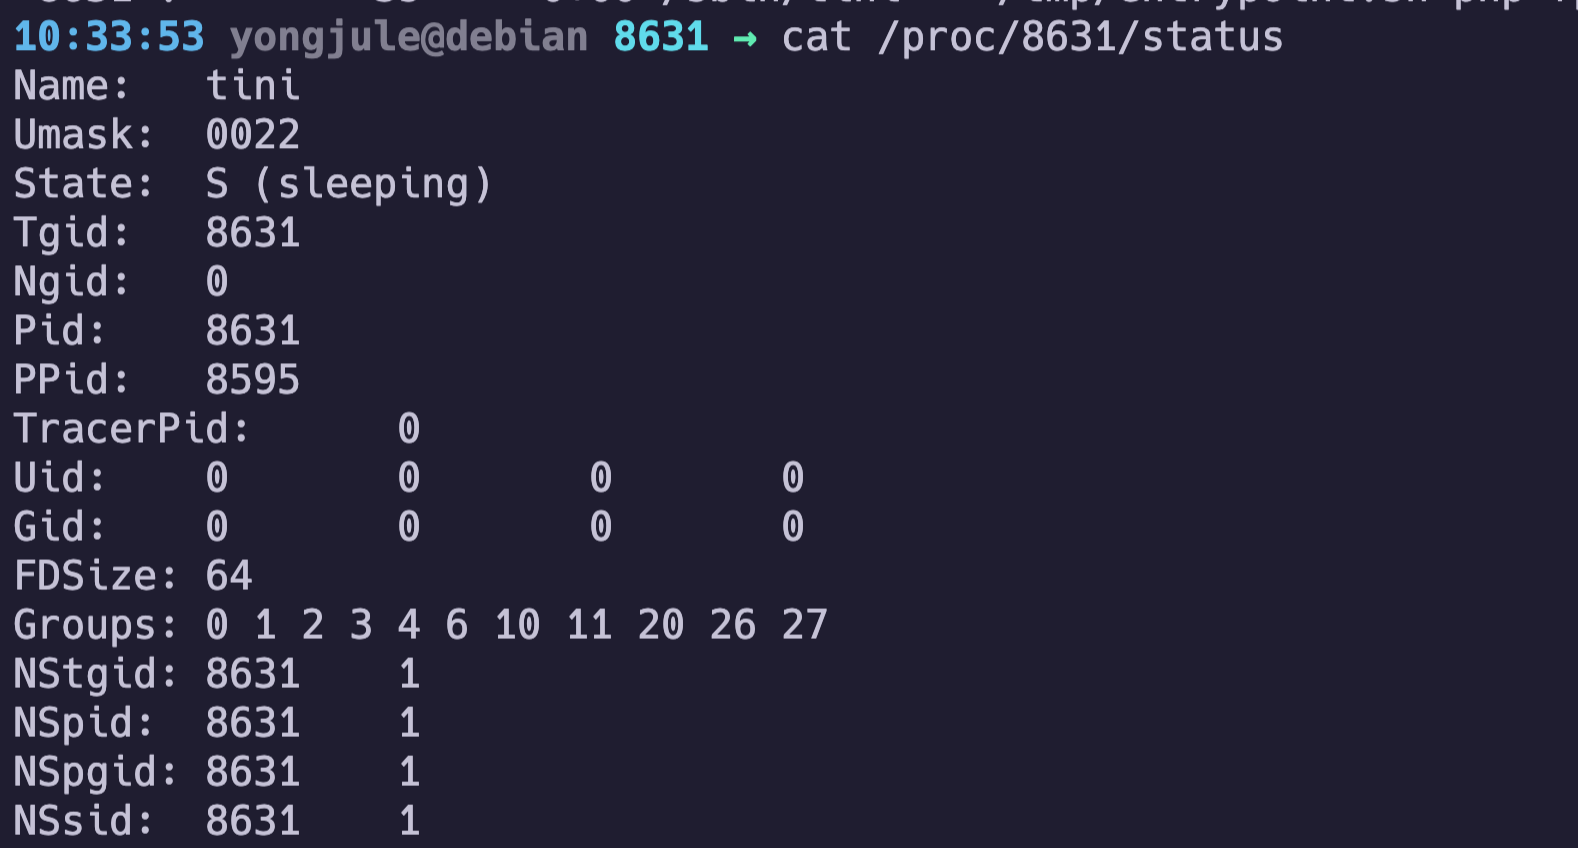 10:33:53 yongjule@debian 8631 → cat /proc/8631/status
Name:   tini
Umask:  0022
State:  S (sleeping)
Tgid:   8631
Ngid:   0
Pid:    8631
PPid:   8595
TracerPid:      0
Uid:    0       0       0       0
Gid:    0       0       0       0
FDSize: 64
Groups: 0 1 2 3 4 6 10 11 20 26 27
NStgid: 8631    1
NSpid:  8631    1
NSpgid: 8631    1
NSsid:  8631    1